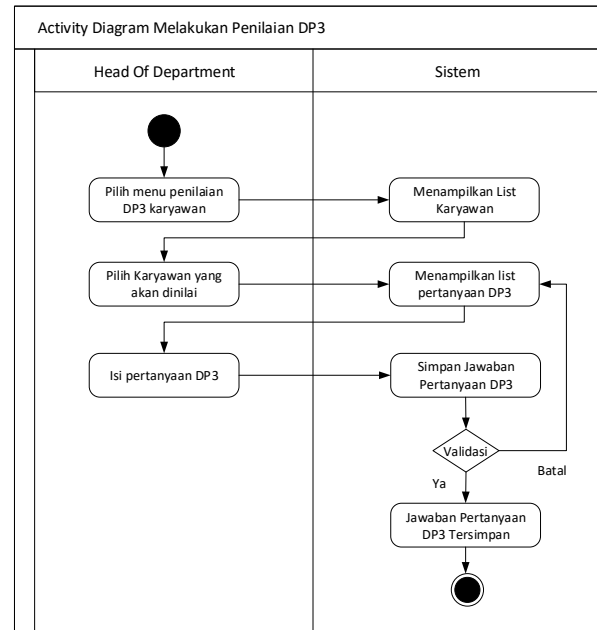 Activity Diagram Melakukan Penilaian DP3
Head Of Department
Sistem
Pilih menu penilaian
DP3 karyawan
Menampilkan List
Karyawan
Pilih Karyawan yang
akan dinilai
Menampilkan list
pertanyaan DP3
Isi pertanyaan DP3
Simpan Jawaban
Pertanyaan DP3
Validasi
Batal
Ya
Jawaban Pertanyaan
DP3 Tersimpan